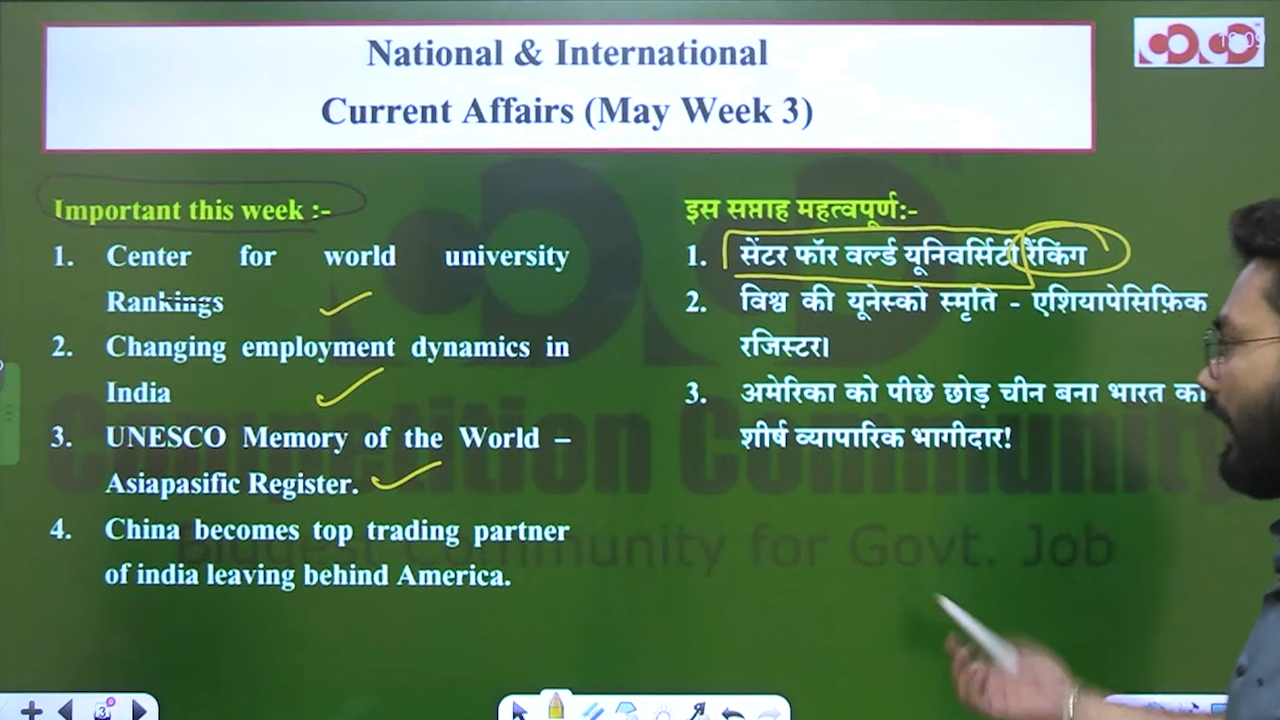 National & International
Current Affairs (May Week 3)
Important this week :-
1. Center for world university
Rankings
2. Changing employment dynamics in
India
3. UNESCO Memory of the World –
Asiapasific Register.
4. China becomes top trading partner
of india leaving behind America.
इस सप्ताह महत्वपूर्ण:-
1. सेंटर फॉर वर्ल्ड यूनिवर्सिटी रैंकिंग
2. विश्व की यूनेस्को स्मृति - एशियापेसिफ़िक
रजिस्टर।
3. अमेरिका को पीछे छोड़ चीन बना भारत का
शीर्ष व्यापारिक भागीदार!
Competition Community
Biggest Community for Govt. Job